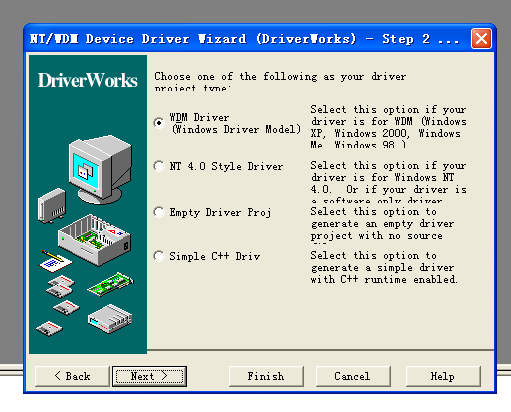 NT/WDM Device Driver Wizard (DriverWorks) - Step 2 ...
DriverWorks
Choose one of the following as your driver
project type:
WDM Driver
(Windows Driver Model)
Select this option if your
driver is for WDM (Windows
XP, Windows 2000, Windows
Me, Windows 98 )
NT 4.0 Style Driver
Select this option if your
driver is for Windows NT
4.0. Or if your driver is
a software only driver
Empty Driver Proj
Select this option to
generate an empty driver
project with no source
Simple C++ Driv
Select this option to
generate a simple driver
with C++ runtime enabled.
< Back
Next >
Finish
Cancel
Help